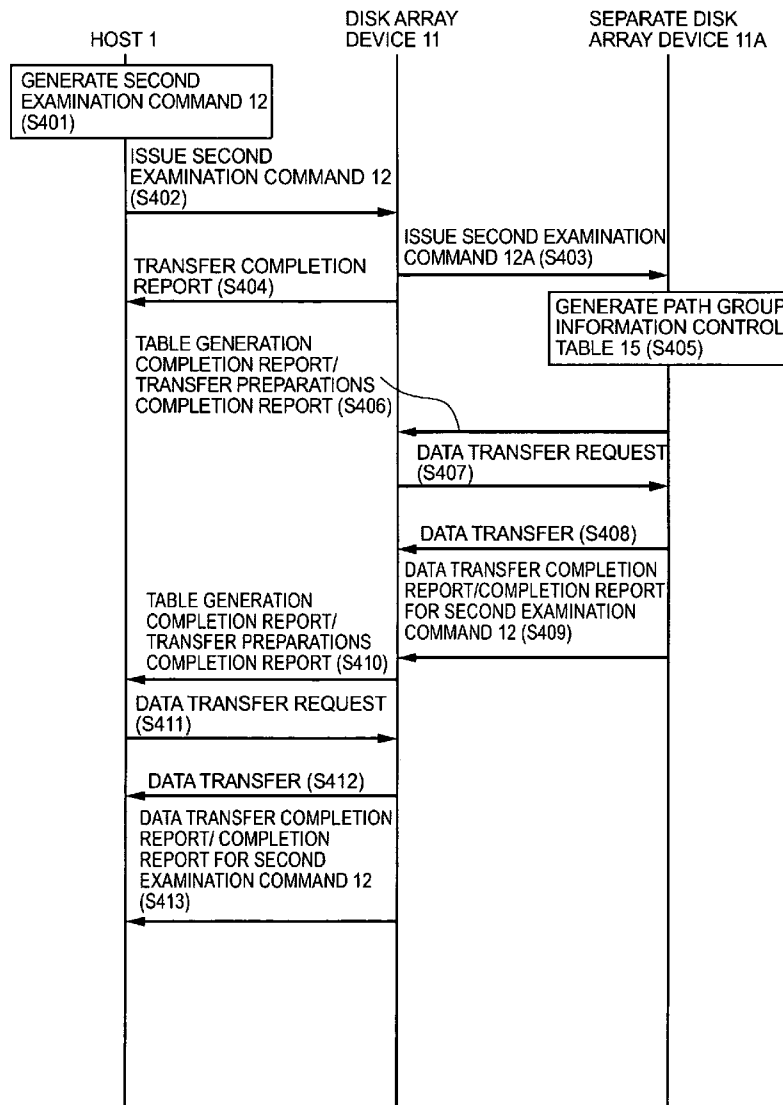 HOST 1
DISK ARRAY
DEVICE 11
SEPARATE DISK
ARRAY DEVICE 11A
GENERATE SECOND
EXAMINATION COMMAND 12
(S401)
ISSUE SECOND
EXAMINATION COMMAND 12
(S402)
ISSUE SECOND EXAMINATION
COMMAND 12A (S403)
TRANSFER COMPLETION
REPORT (S404)
GENERATE PATH GROUP
INFORMATION CONTROL
TABLE 15 (S405)
TABLE GENERATION
COMPLETION REPORT/
TRANSFER PREPARATIONS
COMPLETION REPORT (S406)
DATA TRANSFER REQUEST
(S407)
DATA TRANSFER (S408)
DATA TRANSFER COMPLETION
REPORT/COMPLETION REPORT
FOR SECOND EXAMINATION
COMMAND 12 (S409)
TABLE GENERATION
COMPLETION REPORT/
TRANSFER PREPARATIONS
COMPLETION REPORT (S410)
DATA TRANSFER REQUEST
(S411)
DATA TRANSFER (S412)
DATA TRANSFER COMPLETION
REPORT/ COMPLETION
REPORT FOR SECOND
EXAMINATION COMMAND 12
(S413)